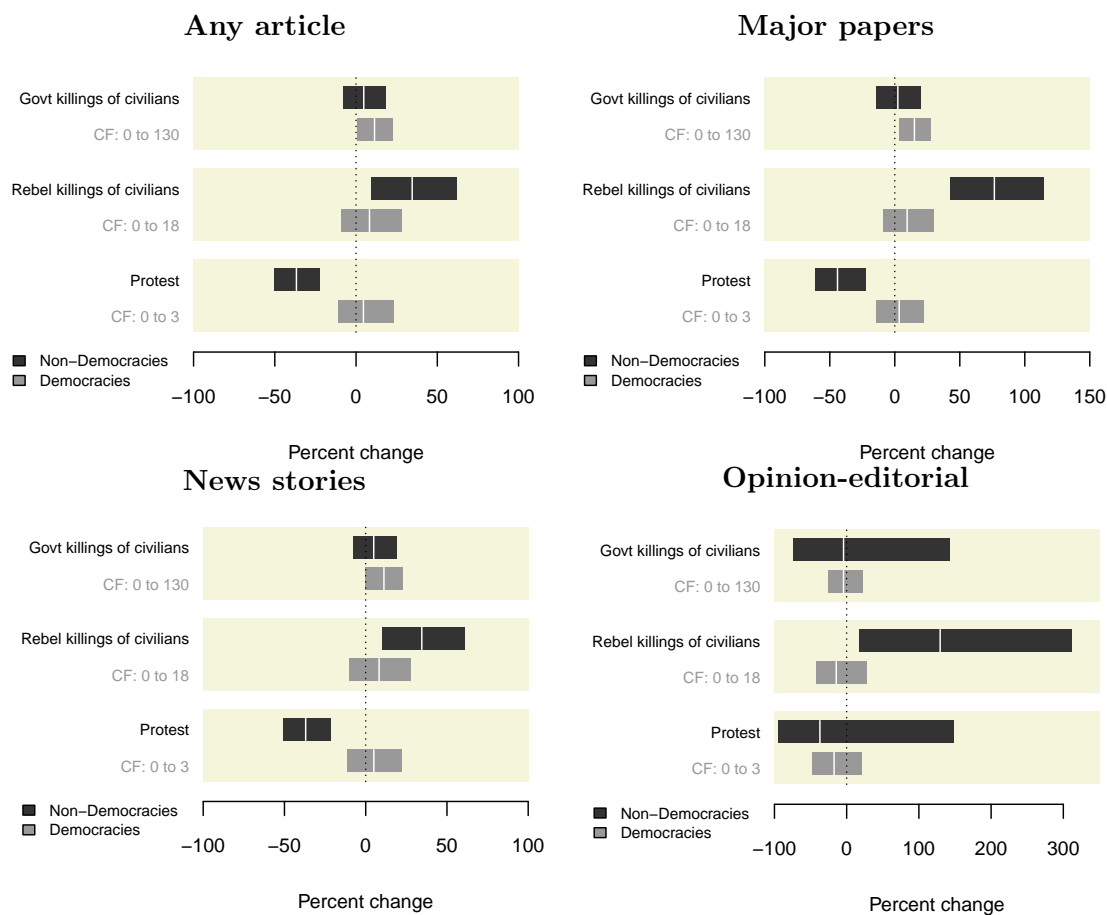 Any article
Govt killings of civilians
CF: 0 to 130
Rebel killings of civilians
CF: 0 to 18
Protest
CF: 0 to 3
Non−Democracies
Democracies
−100 −50 0 50 100
Percent change
Major papers
Govt killings of civilians
CF: 0 to 130
Rebel killings of civilians
CF: 0 to 18
Protest
CF: 0 to 3
Non−Democracies
Democracies
−100 −50 0 50 100 150
Percent change
News stories
Govt killings of civilians
CF: 0 to 130
Rebel killings of civilians
CF: 0 to 18
Protest
CF: 0 to 3
Non−Democracies
Democracies
−100 −50 0 50 100
Percent change
Opinion-editorial
Govt killings of civilians
CF: 0 to 130
Rebel killings of civilians
CF: 0 to 18
Protest
CF: 0 to 3
Non−Democracies
Democracies
−100 0 100 200 300
Percent change